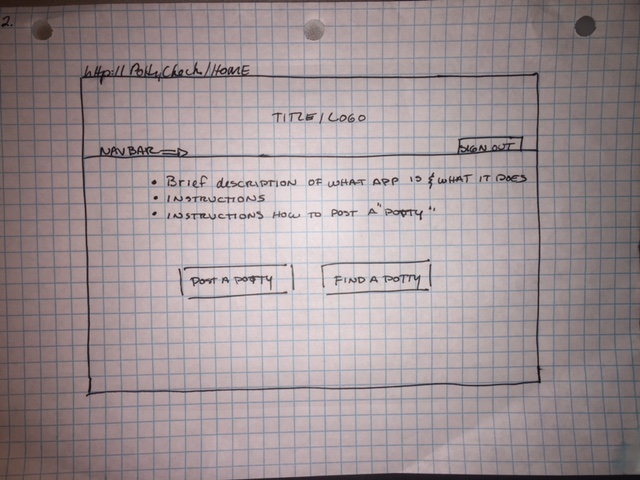 2.
http:// PottyCheck/HOME
TITLE/LOGO
NAVBAR
SIGN OUT
• Brief description of what app is & what it does
• INSTRUCTIONS
• INSTRUCTIONS HOW TO POST A "POTTY".
POST A POTTY
FIND A POTTY